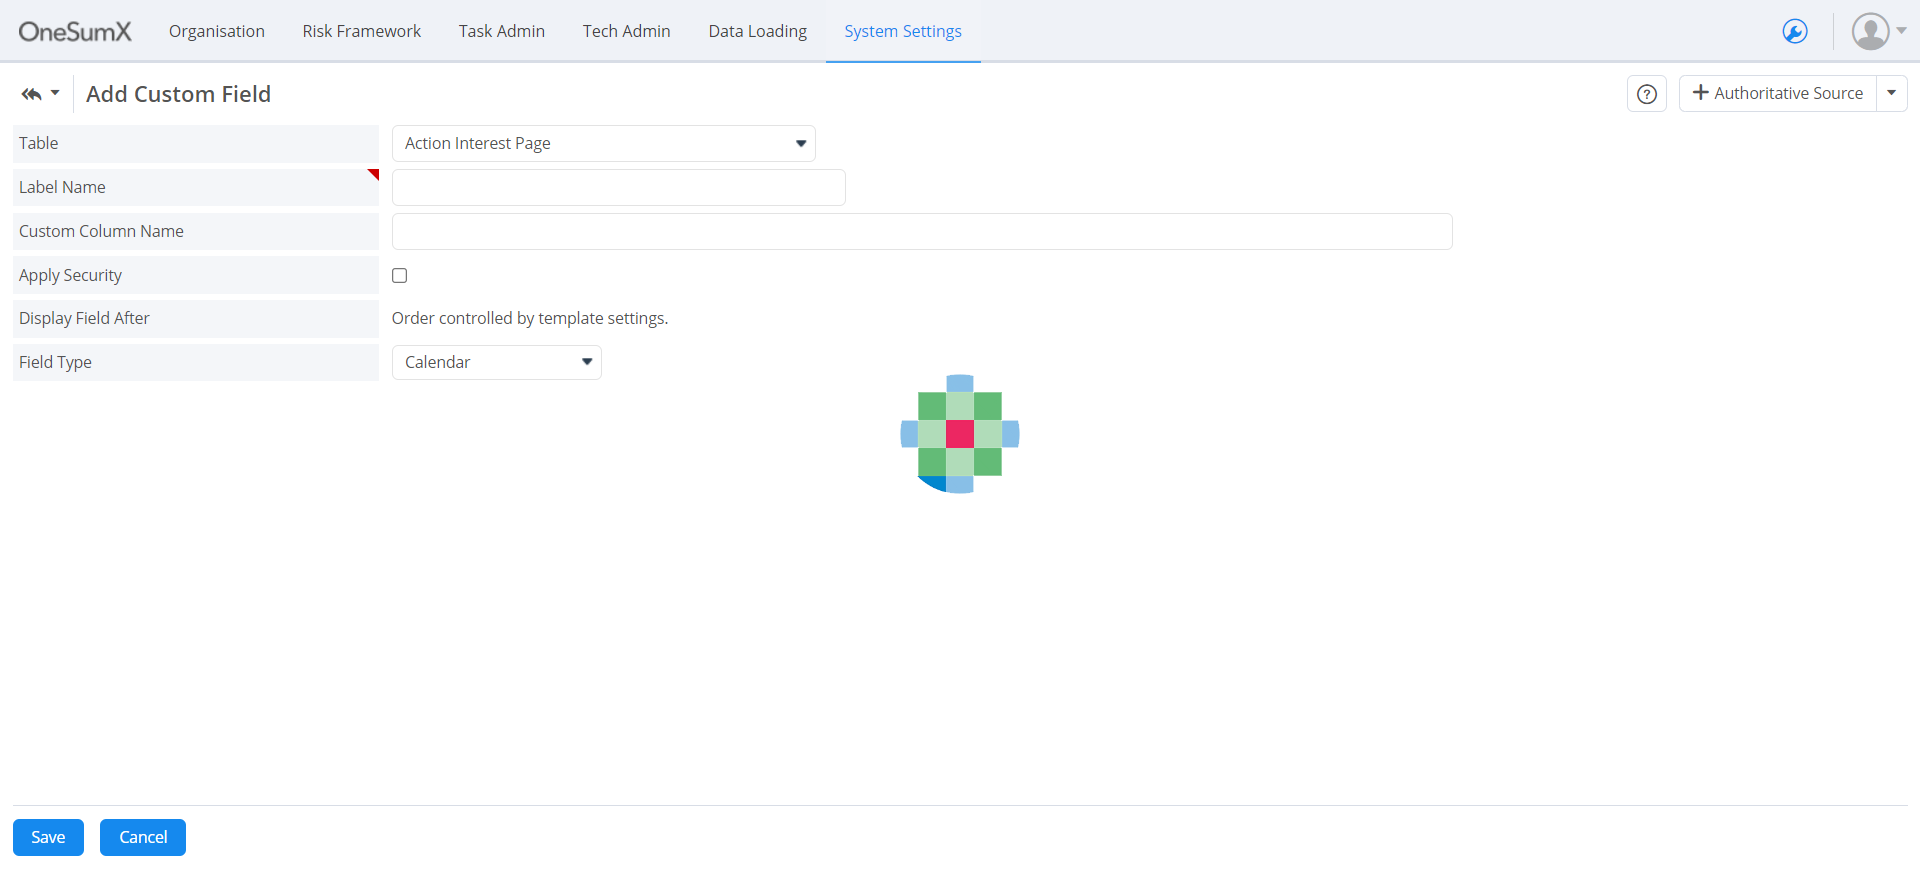 OneSumX Organisation Risk Framework Task Admin Tech Admin Data Loading System Settings
Add Custom Field ? Authoritative Source
Table Action Interest Page
Label Name
Custom Column Name
Apply Security
Display Field After Order controlled by template settings.
Field Type Calendar
Save Cancel